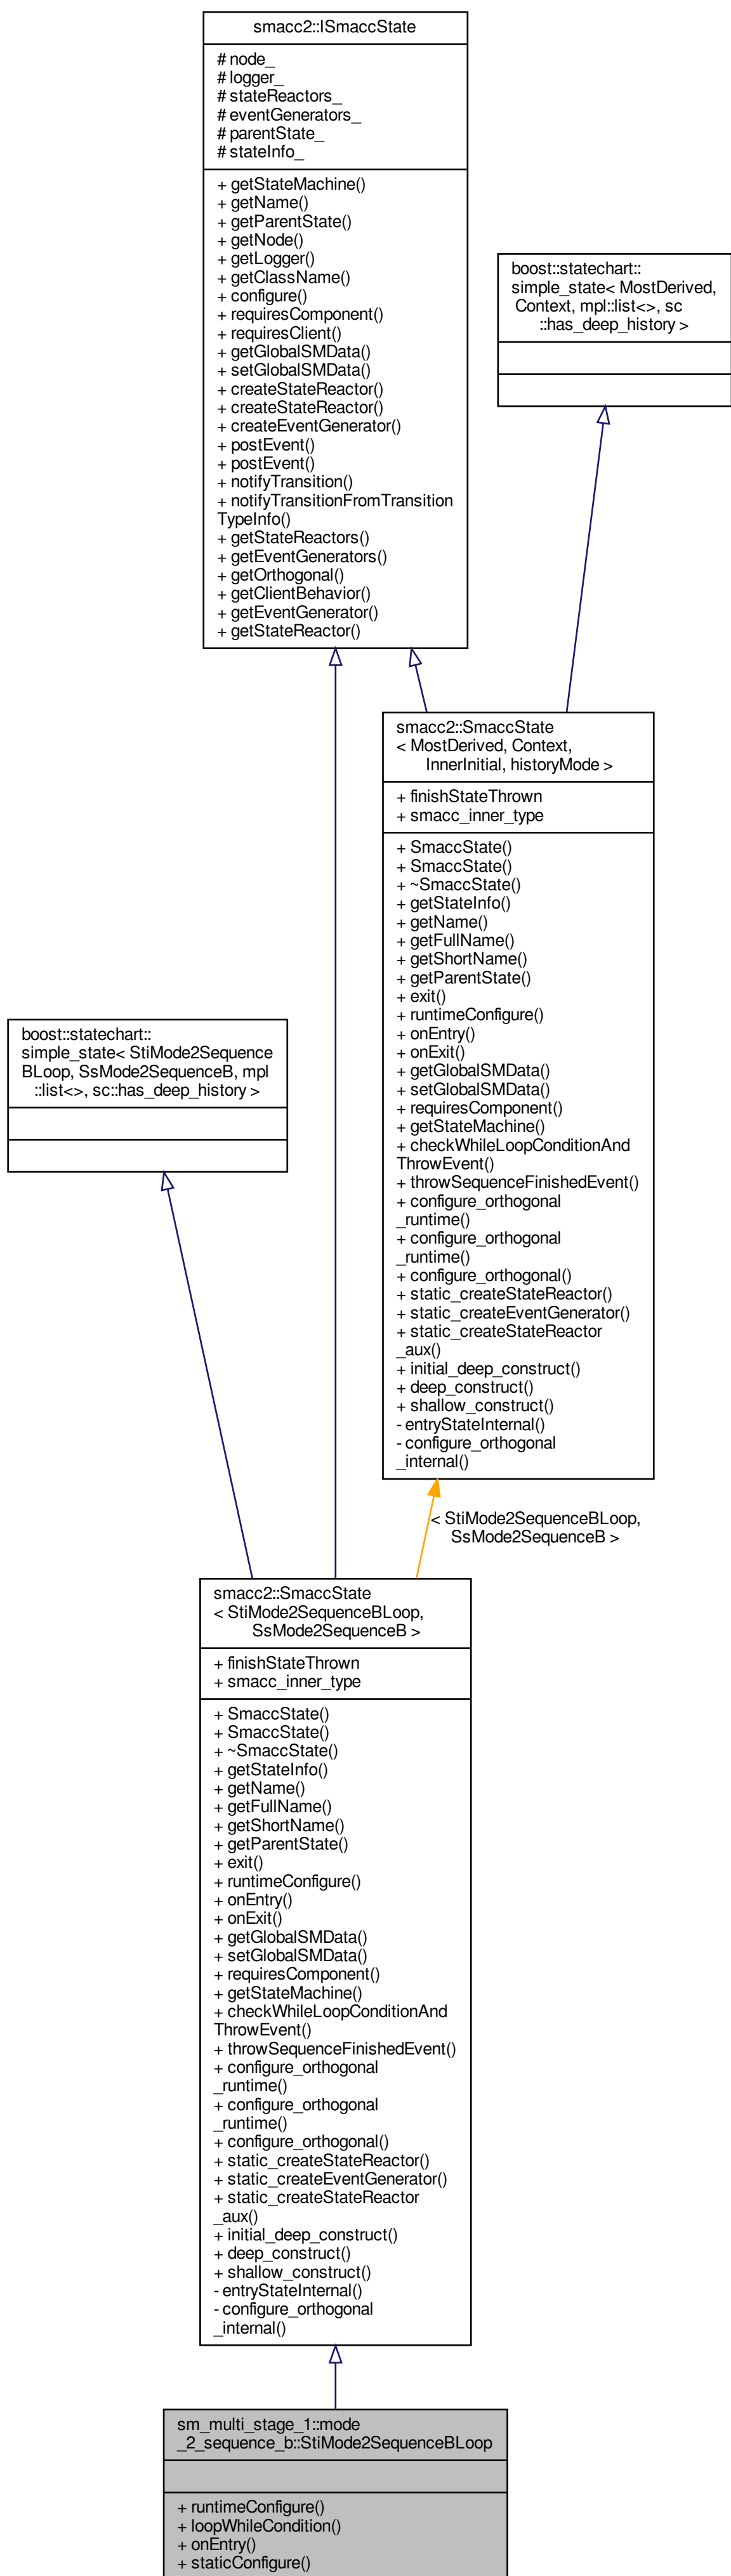 smacc2::ISmaccState
# node_
# logger_
# stateReactors_
# eventGenerators_
# parentState_
# stateInfo_
+ getStateMachine()
+ getName()
+ getParentState()
+ getNode()
+ getLogger()
+ getClassName()
+ configure()
+ requiresComponent()
+ requiresClient()
+ getGlobalSMData()
+ setGlobalSMData()
+ createStateReactor()
+ createStateReactor()
+ createEventGenerator()
+ postEvent()
+ postEvent()
+ notifyTransition()
+ notifyTransitionFromTransition
TypeInfo()
+ getStateReactors()
+ getEventGenerators()
+ getOrthogonal()
+ getClientBehavior()
+ getEventGenerator()
+ getStateReactor()
boost::statechart::
simple_state< MostDerived,
Context, mpl::list<>, sc
::has_deep_history >
smacc2::SmaccState
< MostDerived, Context,
InnerInitial, historyMode >
+ finishStateThrown
+ smacc_inner_type
+ SmaccState()
+ SmaccState()
+ ~SmaccState()
+ getStateInfo()
+ getName()
+ getFullName()
+ getShortName()
+ getParentState()
+ exit()
+ runtimeConfigure()
+ onEntry()
+ onExit()
+ getGlobalSMData()
+ setGlobalSMData()
+ requiresComponent()
+ getStateMachine()
+ checkWhileLoopConditionAnd
ThrowEvent()
+ throwSequenceFinishedEvent()
+ configure_orthogonal
_runtime()
+ configure_orthogonal
_runtime()
+ configure_orthogonal()
+ static_createStateReactor()
+ static_createEventGenerator()
+ static_createStateReactor
_aux()
+ initial_deep_construct()
+ deep_construct()
+ shallow_construct()
- entryStateInternal()
- configure_orthogonal
_internal()
boost::statechart::
simple_state< StiMode2Sequence
BLoop, SsMode2SequenceB, mpl
::list<>, sc::has_deep_history >
< StiMode2SequenceBLoop,
SsMode2SequenceB >
smacc2::SmaccState
< StiMode2SequenceBLoop,
SsMode2SequenceB >
+ finishStateThrown
+ smacc_inner_type
+ SmaccState()
+ SmaccState()
+ ~SmaccState()
+ getStateInfo()
+ getName()
+ getFullName()
+ getShortName()
+ getParentState()
+ exit()
+ runtimeConfigure()
+ onEntry()
+ onExit()
+ getGlobalSMData()
+ setGlobalSMData()
+ requiresComponent()
+ getStateMachine()
+ checkWhileLoopConditionAnd
ThrowEvent()
+ throwSequenceFinishedEvent()
+ configure_orthogonal
_runtime()
+ configure_orthogonal
_runtime()
+ configure_orthogonal()
+ static_createStateReactor()
+ static_createEventGenerator()
+ static_createStateReactor
_aux()
+ initial_deep_construct()
+ deep_construct()
+ shallow_construct()
- entryStateInternal()
- configure_orthogonal
_internal()
sm_multi_stage_1::mode
_2_sequence_b::StiMode2SequenceBLoop
+ runtimeConfigure()
+ loopWhileCondition()
+ onEntry()
+ staticConfigure()